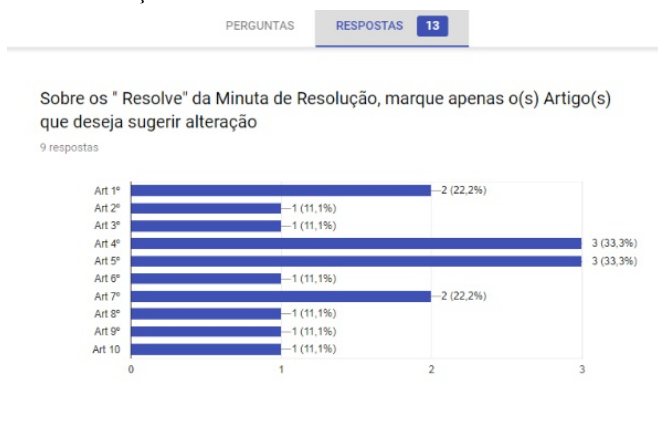 PERGUNTAS RESPOSTAS 13
Sobre os " Resolve" da Minuta de Resolução, marque apenas o(s) Artigo(s)
que deseja sugerir alteração
9 respostas
Art 1º 2 (22,2%)
Art 2º 1 (11,1%)
Art 3º 1 (11,1%)
Art 4º 3 (33,3%)
Art 5º 3 (33,3%)
Art 6º 1 (11,1%)
Art 7º 2 (22,2%)
Art 8º 1 (11,1%)
Art 9º 1 (11,1%)
Art 10 1 (11,1%)
0 1 2 3